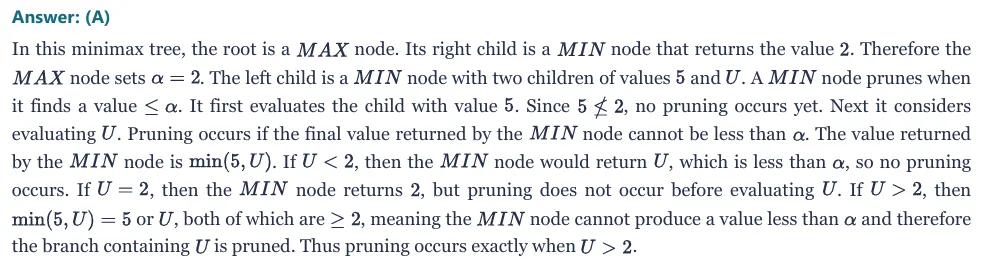 Answer: (A)
In this minimax tree, the root is a MAX node. Its right child is a MIN node that returns the value 2. Therefore the
MAX node sets α = 2. The left child is a MIN node with two children of values 5 and U. A MIN node prunes when
it finds a value ≤ α. It first evaluates the child with value 5. Since 5 ≰ 2, no pruning occurs yet. Next it considers
evaluating U. Pruning occurs if the final value returned by the MIN node cannot be less than α. The value returned
by the MIN node is min(5, U). If U < 2, then the MIN node would return U, which is less than α, so no pruning
occurs. If U = 2, then the MIN node returns 2, but pruning does not occur before evaluating U. If U > 2, then
min(5, U) = 5 or U, both of which are ≥ 2, meaning the MIN node cannot produce a value less than α and therefore
the branch containing U is pruned. Thus pruning occurs exactly when U > 2.